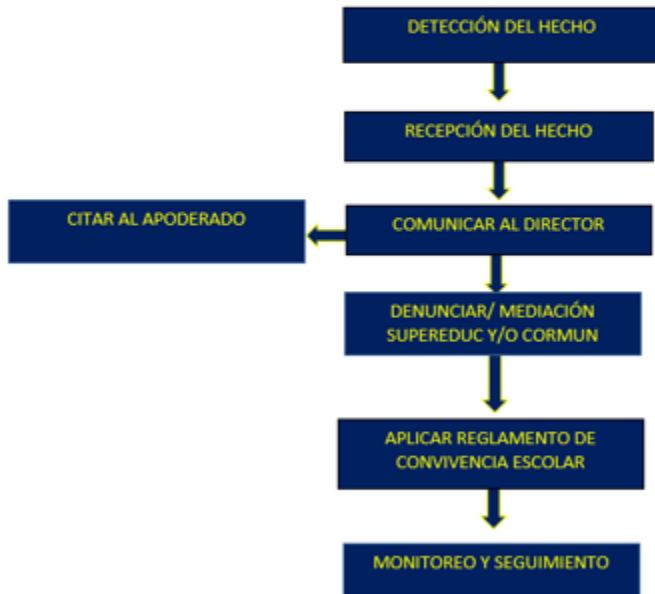 DETECCIÓN DEL HECHO
RECEPCIÓN DEL HECHO
CITAR AL APODERADO
COMUNICAR AL DIRECTOR
DENUNCIAR/ MEDIACIÓN
SUPEREDUC Y/O CORMUN
APLICAR REGLAMENTO DE
CONVIVENCIA ESCOLAR
MONITOREO Y SEGUIMIENTO